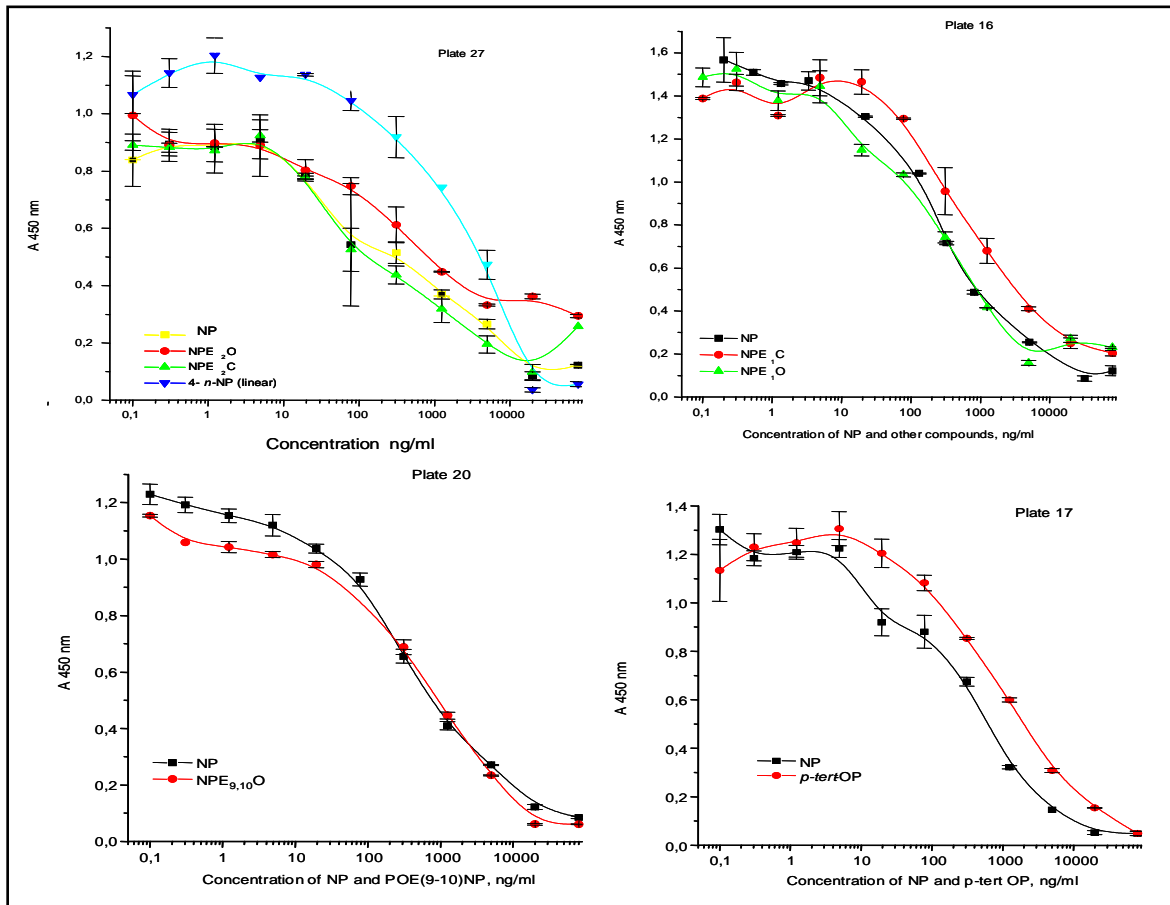 Plate 27
1,2
1,0
0,8
0,6
0,4
0,2
0,0
A 450 nm
NP
NPE ₂O
NPE ₂C
4- n-NP (linear)
-
0,1 1 10 100 1000 10000
Concentration ng/ml
Plate 16
1,6
1,4
1,2
1,0
0,8
0,6
0,4
0,2
0,0
A 450 nm
NP
NPE ₁C
NPE ₁O
0,1 1 10 100 1000 10000
Concentration of NP and other compounds, ng/ml
Plate 20
1,2
1,0
0,8
0,6
0,4
0,2
0,0
A 450 nm
NP
NPE₉,₁₀O
0,1 1 10 100 1000 10000
Concentration of NP and POE(9-10)NP, ng/ml
Plate 17
1,4
1,2
1,0
0,8
0,6
0,4
0,2
0,0
A 450 nm
NP
p-tert-OP
0,1 1 10 100 1000 10000
Concentration of NP and p-tert OP, ng/ml